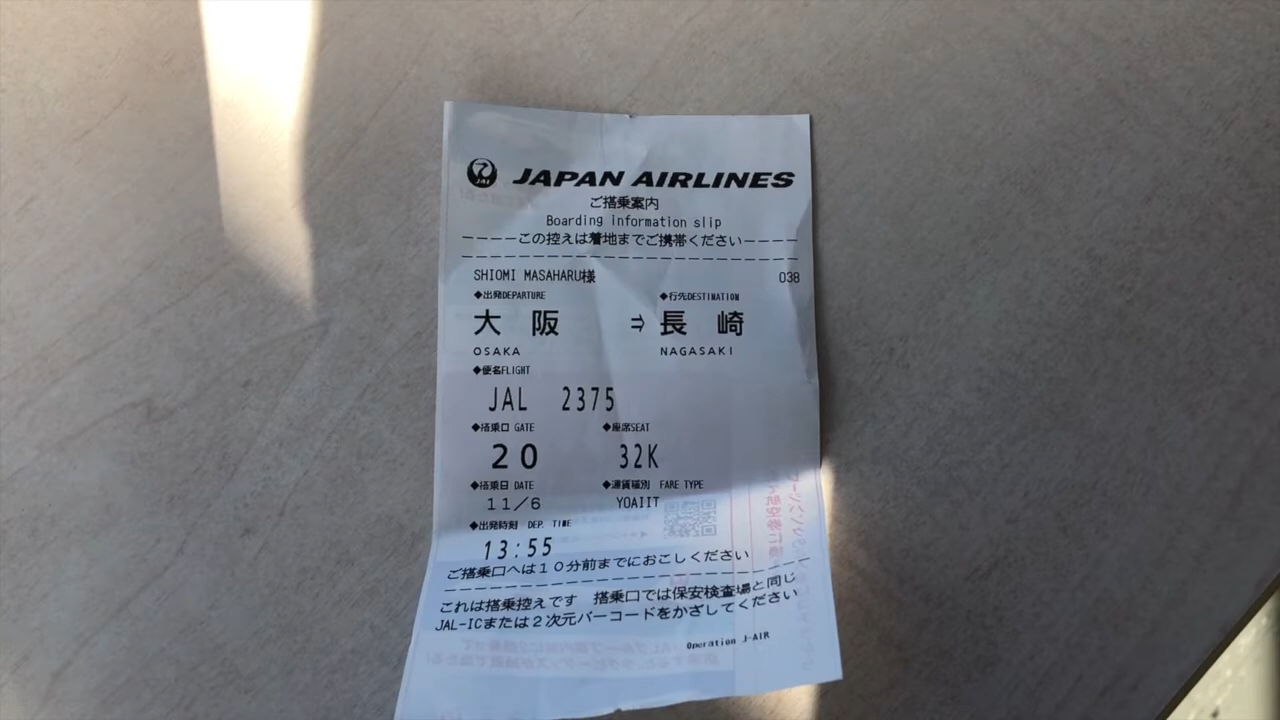 JAL JAPAN AIRLINES
ご搭乗案内
Boarding information slip
----この控えは着地までご携帯ください----
SHIOMI MASAHARU様 038
◆出発DEPARTURE ◆行先DESTINATION
大 阪 ⇒ 長 崎
OSAKA NAGASAKI
◆便名FLIGHT
JAL 2375
◆搭乗口 GATE ◆座席SEAT
20 32K
◆搭乗日 DATE ◆運賃種別 FARE TYPE
11/6 YOAIIT
◆出発時刻 DEP. TIME
13:55
ご搭乗口へは10分前までにおこしください
これは搭乗控えです 搭乗口では保安検査場と同じ
JAL-ICまたは2次元バーコードをかざしてください
Operation J-AIR